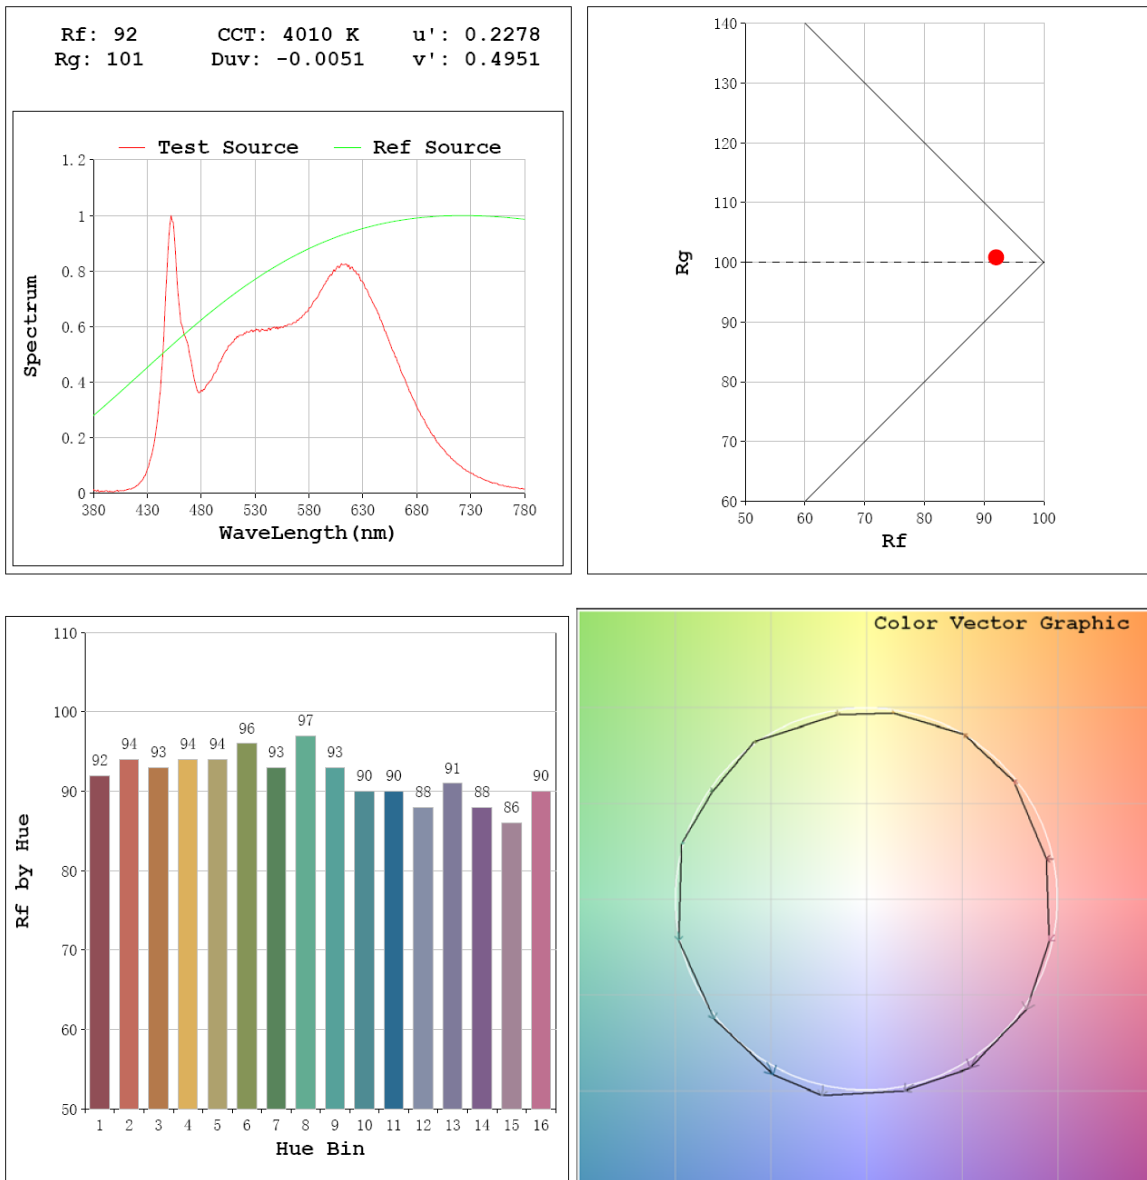 Rf: 92 CCT: 4010 K u': 0.2278
Rg: 101 Duv: -0.0051 v': 0.4951
Test Source Ref Source
1.2
1
0.8
0.6
0.4
0.2
0
Spectrum
380 430 480 530 580 630 680 730 780
WaveLength(nm)
140
130
120
110
100
90
80
70
60
Rg
50 60 70 80 90 100
Rf
110
100
90
80
70
60
50
Rf by Hue
92 94 93 94 94 96 93 97 93 90 90 88 91 88 86 90
1 2 3 4 5 6 7 8 9 10 11 12 13 14 15 16
Hue Bin
Color Vector Graphic